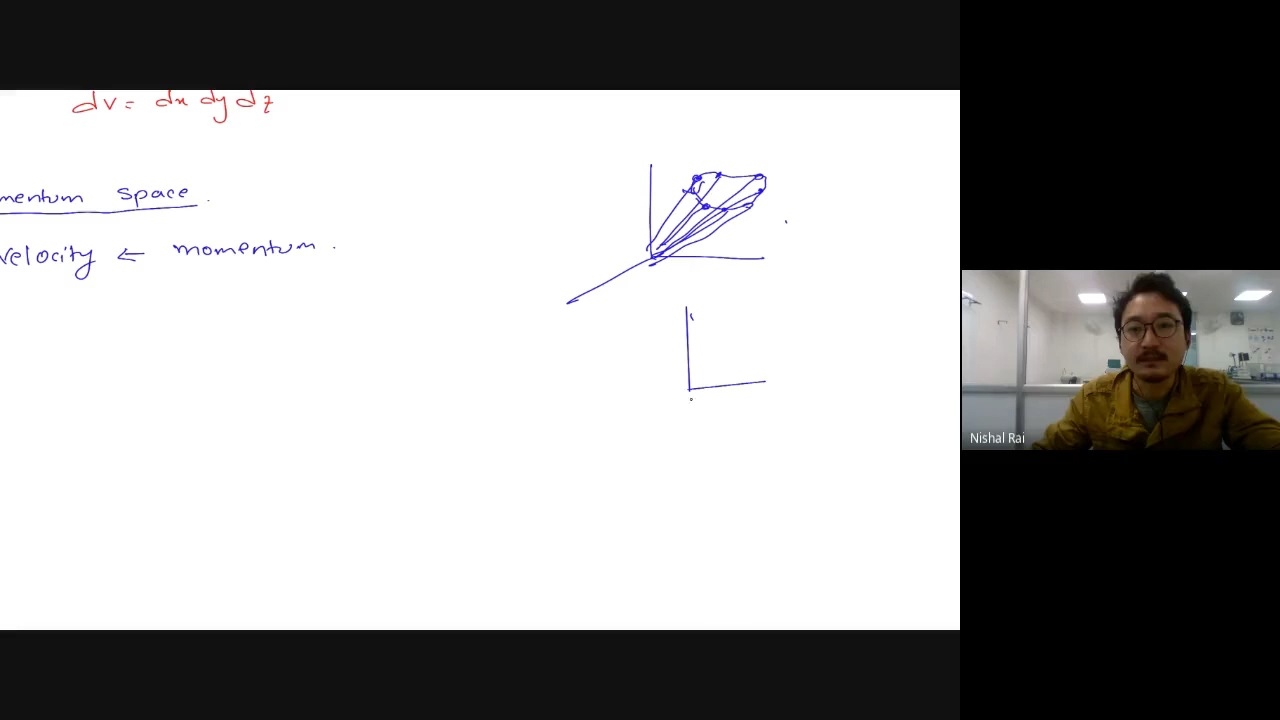 dv = dx dy dz
mentum space.
velocity ← momentum.
Nishal Rai